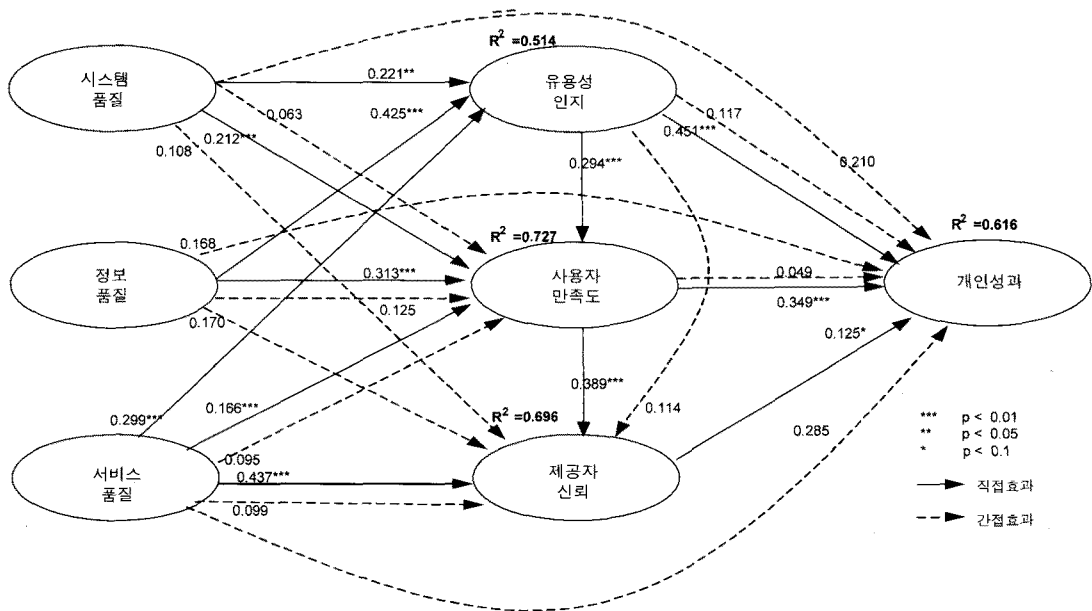 R² =0.514
시스템
품질
0.221**
유용성
인지
0.425***
0.063
0.117
0.451***
0.212***
0.108
0.294***
0.210
R² =0.616
0.168
R² =0.727
정보
품질
0.313***
사용자
만족도
0.049
0.349***
개인성과
0.125
0.170
0.125*
0.389***
0.299***
0.166***
R² =0.696
0.114
0.285
*** p < 0.01
** p < 0.05
* p < 0.1
서비스
품질
0.095
0.437***
제공자
신뢰
0.099
직접효과
간접효과